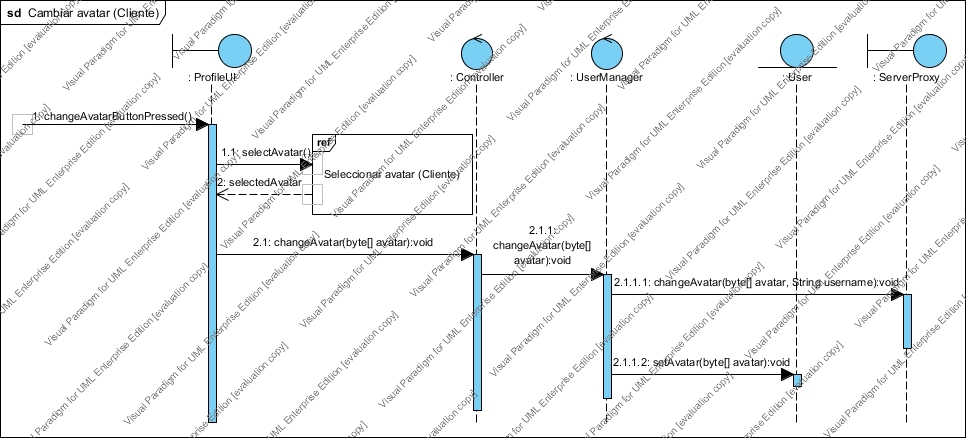 sd Cambiar avatar (Cliente)
: ProfileUI
: Controller
: UserManager
: User
: ServerProxy
1: changeAvatarButtonPressed()
ref
1.1: selectAvatar()
Seleccionar avatar (Cliente)
2: selectedAvatar
2.1: changeAvatar(byte[] avatar):void
2.1.1:
changeAvatar(byte[]
avatar):void
2.1.1.1: changeAvatar(byte[] avatar, String username):void
2.1.1.2: setAvatar(byte[] avatar):void
Visual Paradigm for UML Enterprise Edition [evaluation copy]